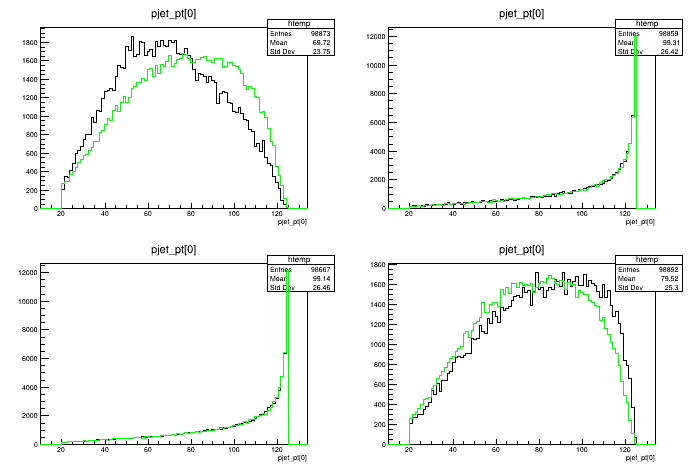 pjet_pt[0]
htemp
Entries 98873
Mean 69.72
Std Dev 23.75
1800
1600
1400
1200
1000
800
600
400
200
0
20 40 60 80 100 120
pjet_pt[0]
pjet_pt[0]
htemp
Entries 98859
Mean 99.31
Std Dev 26.42
12000
10000
8000
6000
4000
2000
0
20 40 60 80 100 120
pjet_pt[0]
pjet_pt[0]
htemp
Entries 98667
Mean 99.14
Std Dev 26.46
12000
10000
8000
6000
4000
2000
0
20 40 60 80 100 120
pjet_pt[0]
pjet_pt[0]
htemp
Entries 98892
Mean 79.52
Std Dev 25.3
1800
1600
1400
1200
1000
800
600
400
200
0
20 40 60 80 100 120
pjet_pt[0]